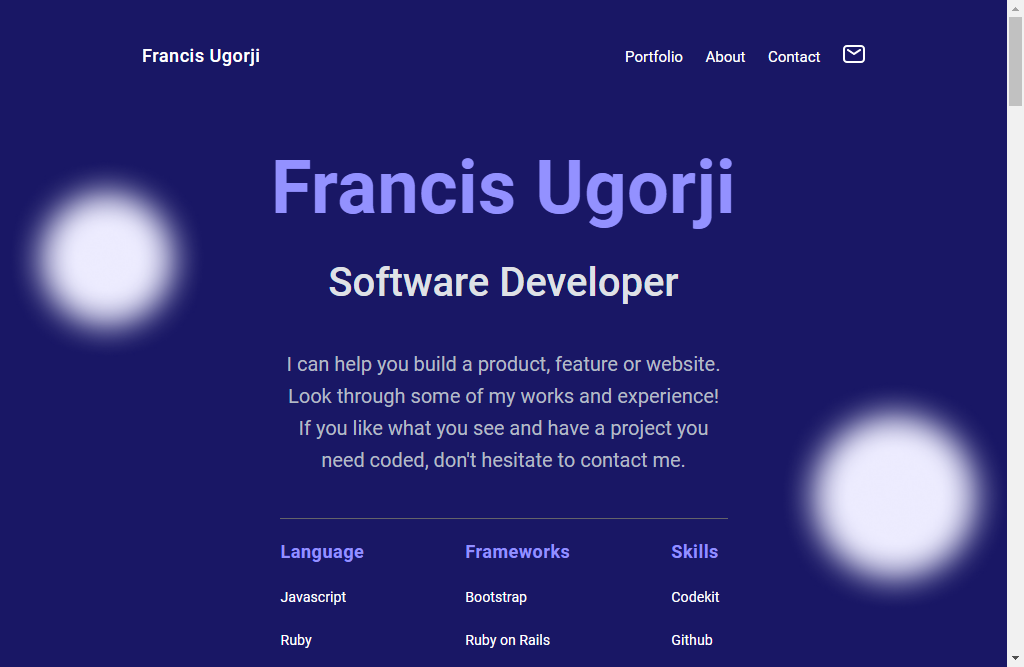 Francis Ugorji
Portfolio About Contact
Francis Ugorji
Software Developer
I can help you build a product, feature or website.
Look through some of my works and experience!
If you like what you see and have a project you
need coded, don't hesitate to contact me.
Language Frameworks Skills
Javascript Bootstrap Codekit
Ruby Ruby on Rails Github